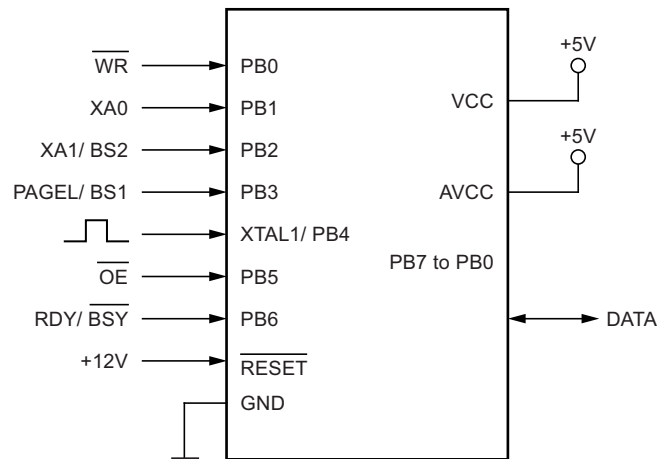 +5V
WR PB0
XA0 PB1
VCC
+5V
XA1/ BS2 PB2
PAGEL/ BS1 PB3
AVCC
XTAL1/ PB4
PB7 to PB0
OE PB5
RDY/ BSY PB6
DATA
+12V
RESET
GND